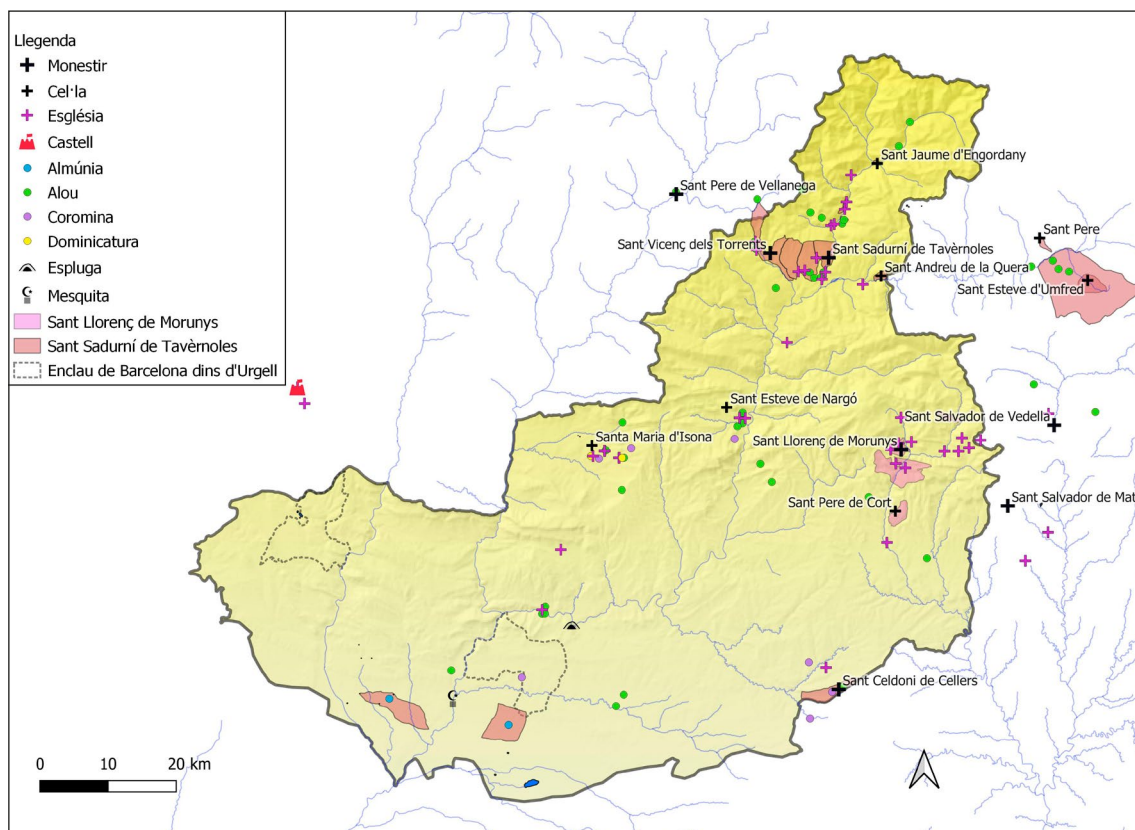 Llegenda
Monestir
Cel·la
Església
Castell
Almúnia
Alou
Coromina
Dominicatura
Espluga
Mesquita
Sant Llorenç de Morunys
Sant Sadurní de Tavèrnoles
Enclau de Barcelona dins d'Urgell
Sant Jaume d'Engordany
Sant Pere de Vellanega
Sant Pere
Sant Vicenç dels Torrents
Sant Sadurní de Tavèrnoles
Sant Andreu de la Quera
Sant Esteve d'Umfred
Sant Esteve de Nargó
Sant Salvador de Vedella
Santa Maria d'Isona
Sant Llorenç de Morunys
Sant Pere de Cort
Sant Salvador de Mat
Sant Celdoni de Cellers
0 10 20 km